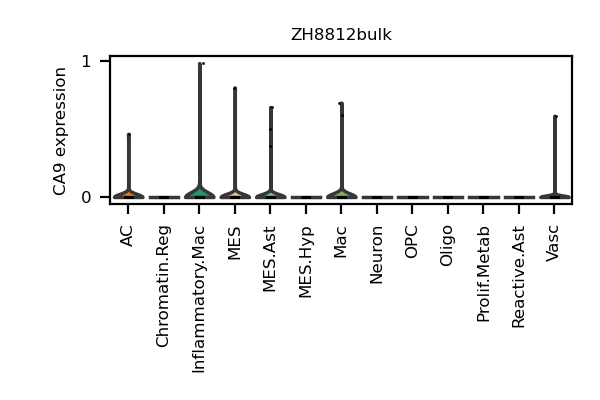 ZH8812bulk
CA9 expression
1
0
AC
Chromatin.Reg
Inflammatory.Mac
MES
MES.Ast
MES.Hyp
Mac
Neuron
OPC
Oligo
Prolif.Metab
Reactive.Ast
Vasc